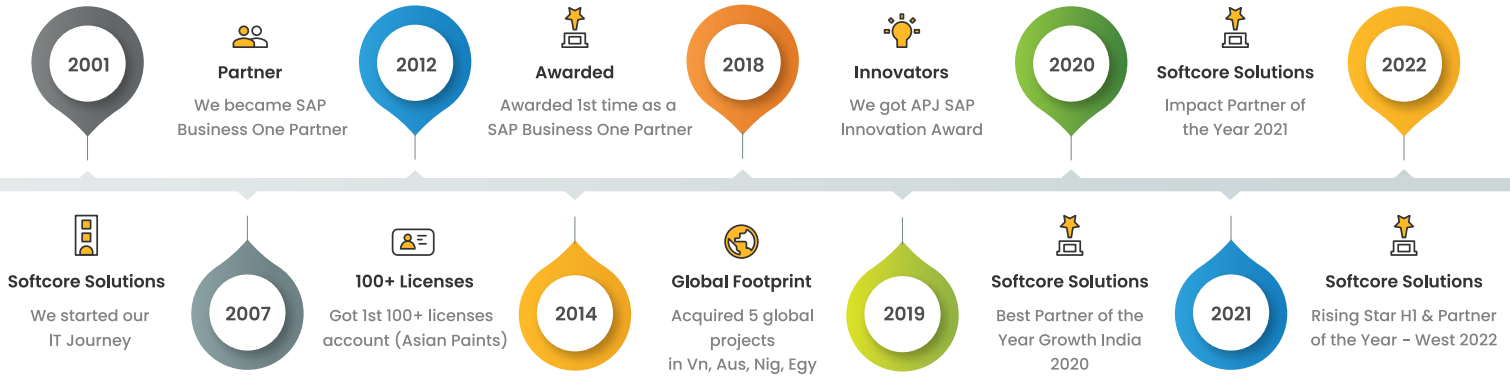 2001
Softcore Solutions
We started our
IT Journey
Partner
We became SAP
Business One Partner
2007
2012
100+ Licenses
Got 1st 100+ licenses
account (Asian Paints)
Awarded
Awarded 1st time as a
SAP Business One Partner
2014
2018
Global Footprint
Acquired 5 global
projects
in Vn, Aus, Nig, Egy
Innovators
We got APJ SAP
Innovation Award
2019
2020
Softcore Solutions
Best Partner of the
Year Growth India
2020
Softcore Solutions
Impact Partner of
the Year 2021
2021
2022
Softcore Solutions
Rising Star H1 & Partner
of the Year - West 2022